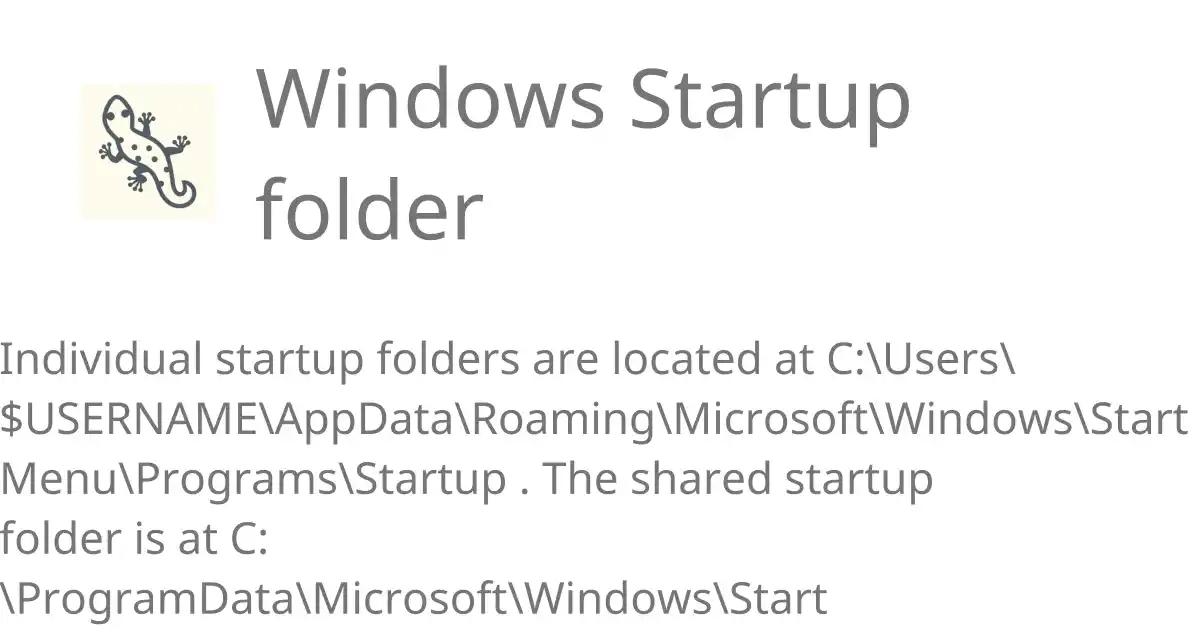 Windows Startup
folder
Individual startup folders are located at C:\Users\
$USERNAME\AppData\Roaming\Microsoft\Windows\Start
Menu\Programs\Startup . The shared startup
folder is at C:
\ProgramData\Microsoft\Windows\Start